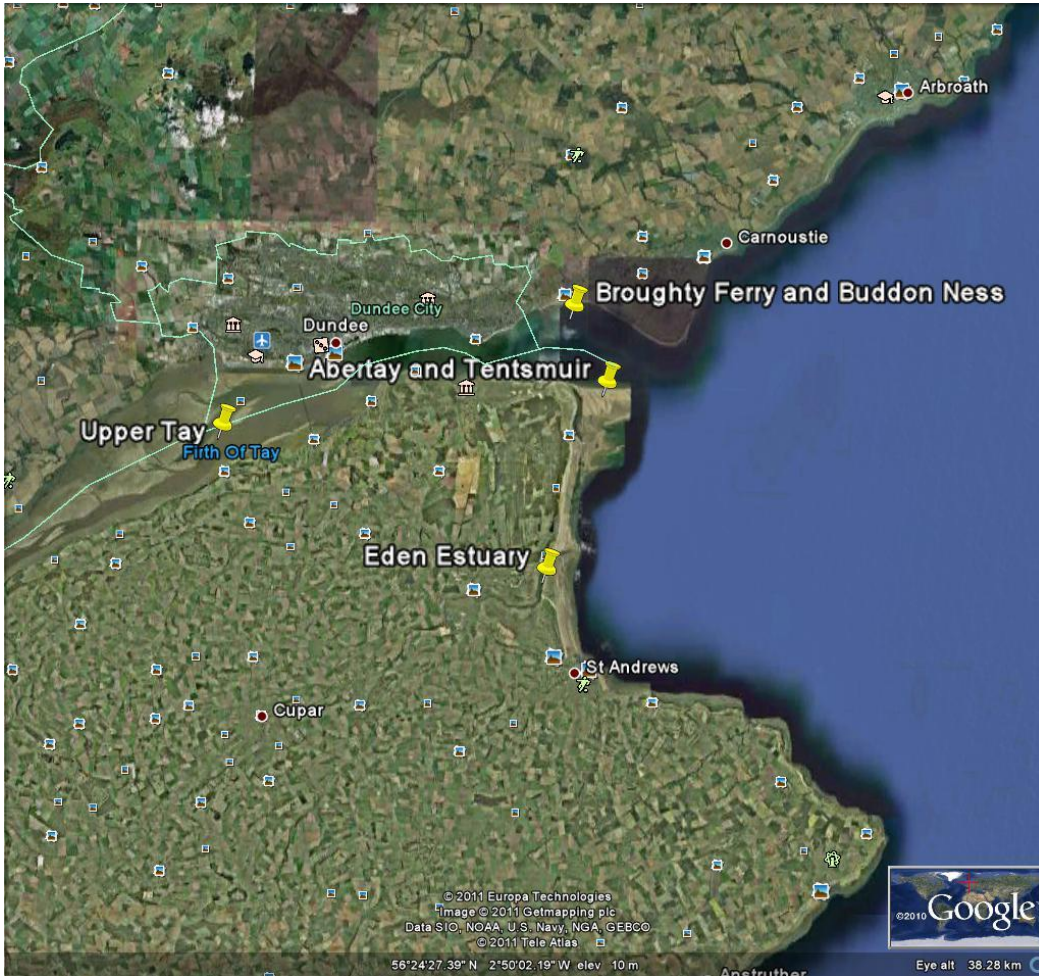 Arbroath
Carnoustie
Broughty Ferry and Buddon Ness
Dundee City
Dundee
Abertay and Tentsmuir
Upper Tay
Firth Of Tay
Eden Estuary
St Andrews
Cupar
© 2011 Europa Technologies
Image © 2011 Getmapping plc
Data SIO, NOAA, U.S. Navy, NGA, GEBCO
© 2011 Tele Atlas
©2010 Google
56°24'27.39" N 2°50'02.19" W elev 10 m
Anstruther
Eye alt 38.28 km